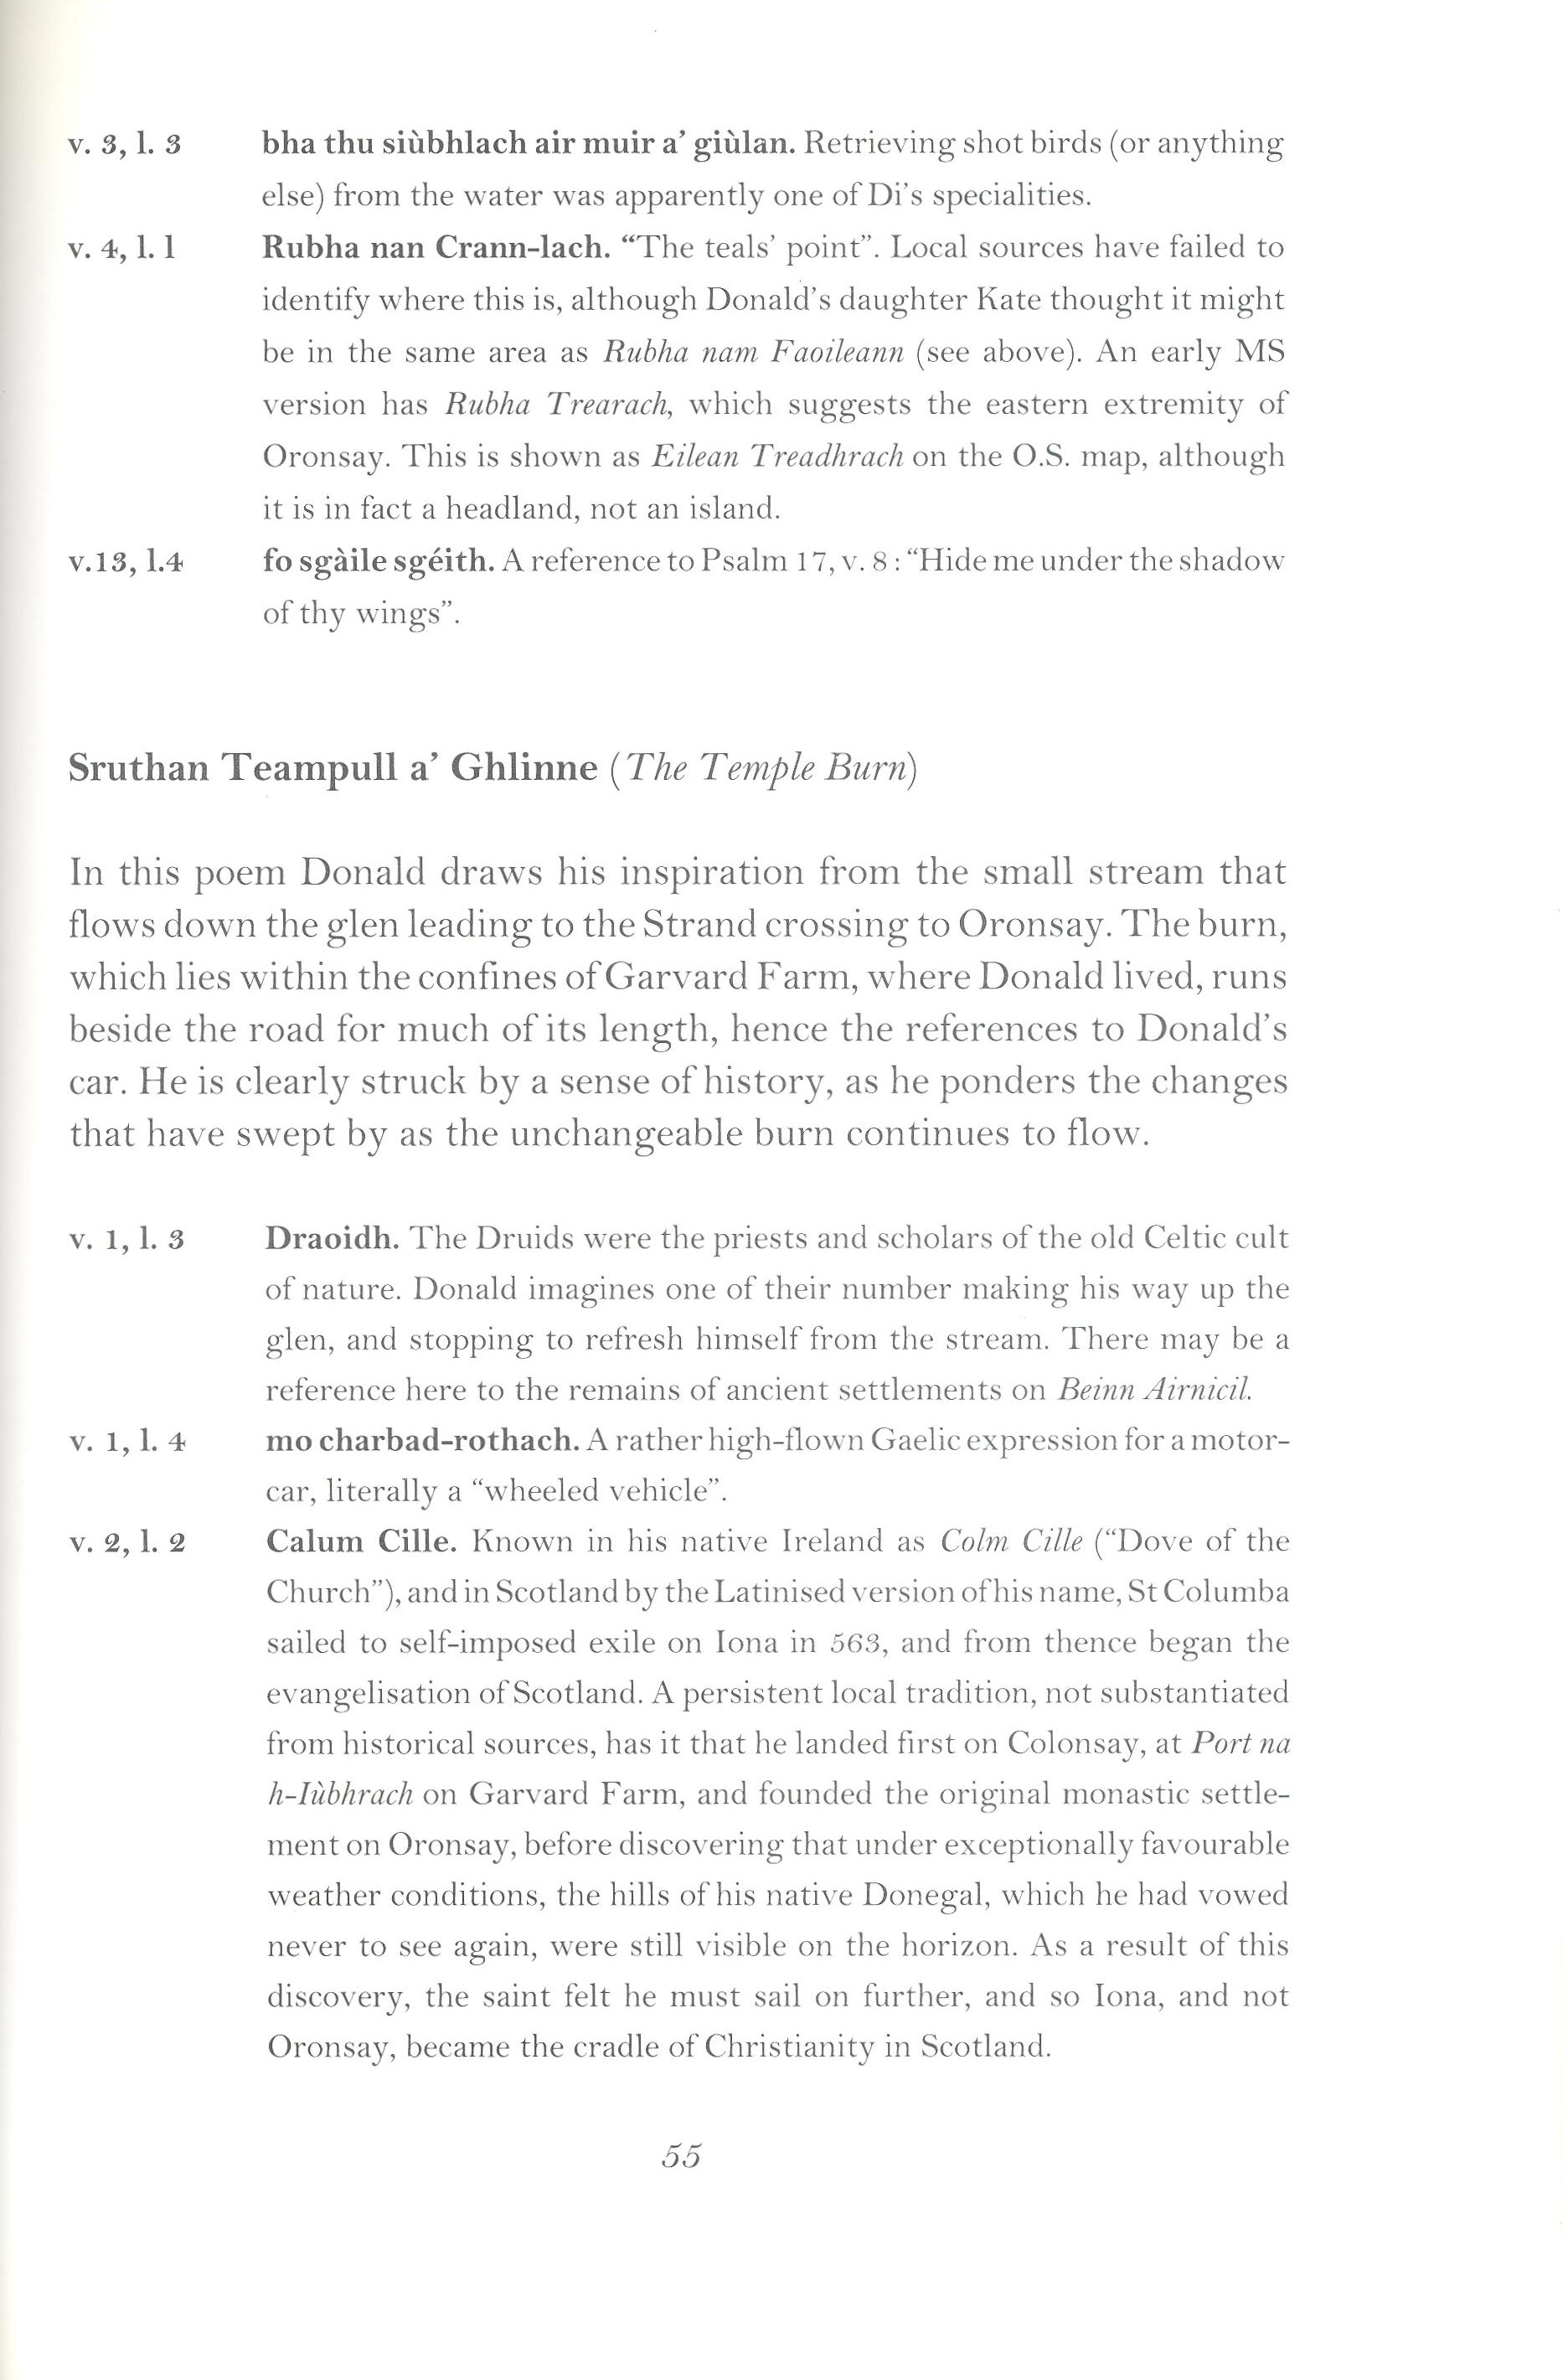 v. 3, l. 3 bha thu siùbhlach air muir a’ giùlan. Retrieving shot birds (or anything
else) from the water was apparently one of Di’s specialities.
v. 4, l. l Rubha nan Crann-lach. “The teals’ point”. Local sources have failed to
identify where this is, although Donald’s daughter Kate thought it might
be in the same area as Rubha nam Faoileann (see above). An early MS
version has Rubha Trearach, which suggests the eastern extremity of
Oronsay. This is shown as Eilean Treadhrach on the O.S. map, although
it is in fact a headland, not an island.
v.13, l.4 fo sgàile sgéith. A reference to Psalm 17, v. 8 : “Hide me under the shadow
of thy wings”.
Sruthan Teampull a’ Ghlinne (The Temple Burn)
In this poem Donald draws his inspiration from the small stream that
flows down the glen leading to the Strand crossing to Oronsay. The burn,
which lies within the confines of Garvard Farm, where Donald lived, runs
beside the road for much of its length, hence the references to Donald’s
car. He is clearly struck by a sense of history, as he ponders the changes
that have swept by as the unchangeable burn continues to flow.
v. 1, l. 3 Draoidh. The Druids were the priests and scholars of the old Celtic cult
of nature. Donald imagines one of their number making his way up the
glen, and stopping to refresh himself from the stream. There may be a
reference here to the remains of ancient settlements on Beinn Airnicil.
v. 1, l. 4 mo charbad-rothach. A rather high-flown Gaelic expression for a motor-
car, literally a “wheeled vehicle”.
v. 2, l. 2 Calum Cille. Known in his native Ireland as Colm Cille (“Dove of the
Church”), and in Scotland by the Latinised version of his name, St Columba
sailed to self-imposed exile on Iona in 563, and from thence began the
evangelisation of Scotland. A persistent local tradition, not substantiated
from historical sources, has it that he landed first on Colonsay, at Port na
h-Iùbhrach on Garvard Farm, and founded the original monastic settle-
ment on Oronsay, before discovering that under exceptionally favourable
weather conditions, the hills of his native Donegal, which he had vowed
never to see again, were still visible on the horizon. As a result of this
discovery, the saint felt he must sail on further, and so Iona, and not
Oronsay, became the cradle of Christianity in Scotland.
55